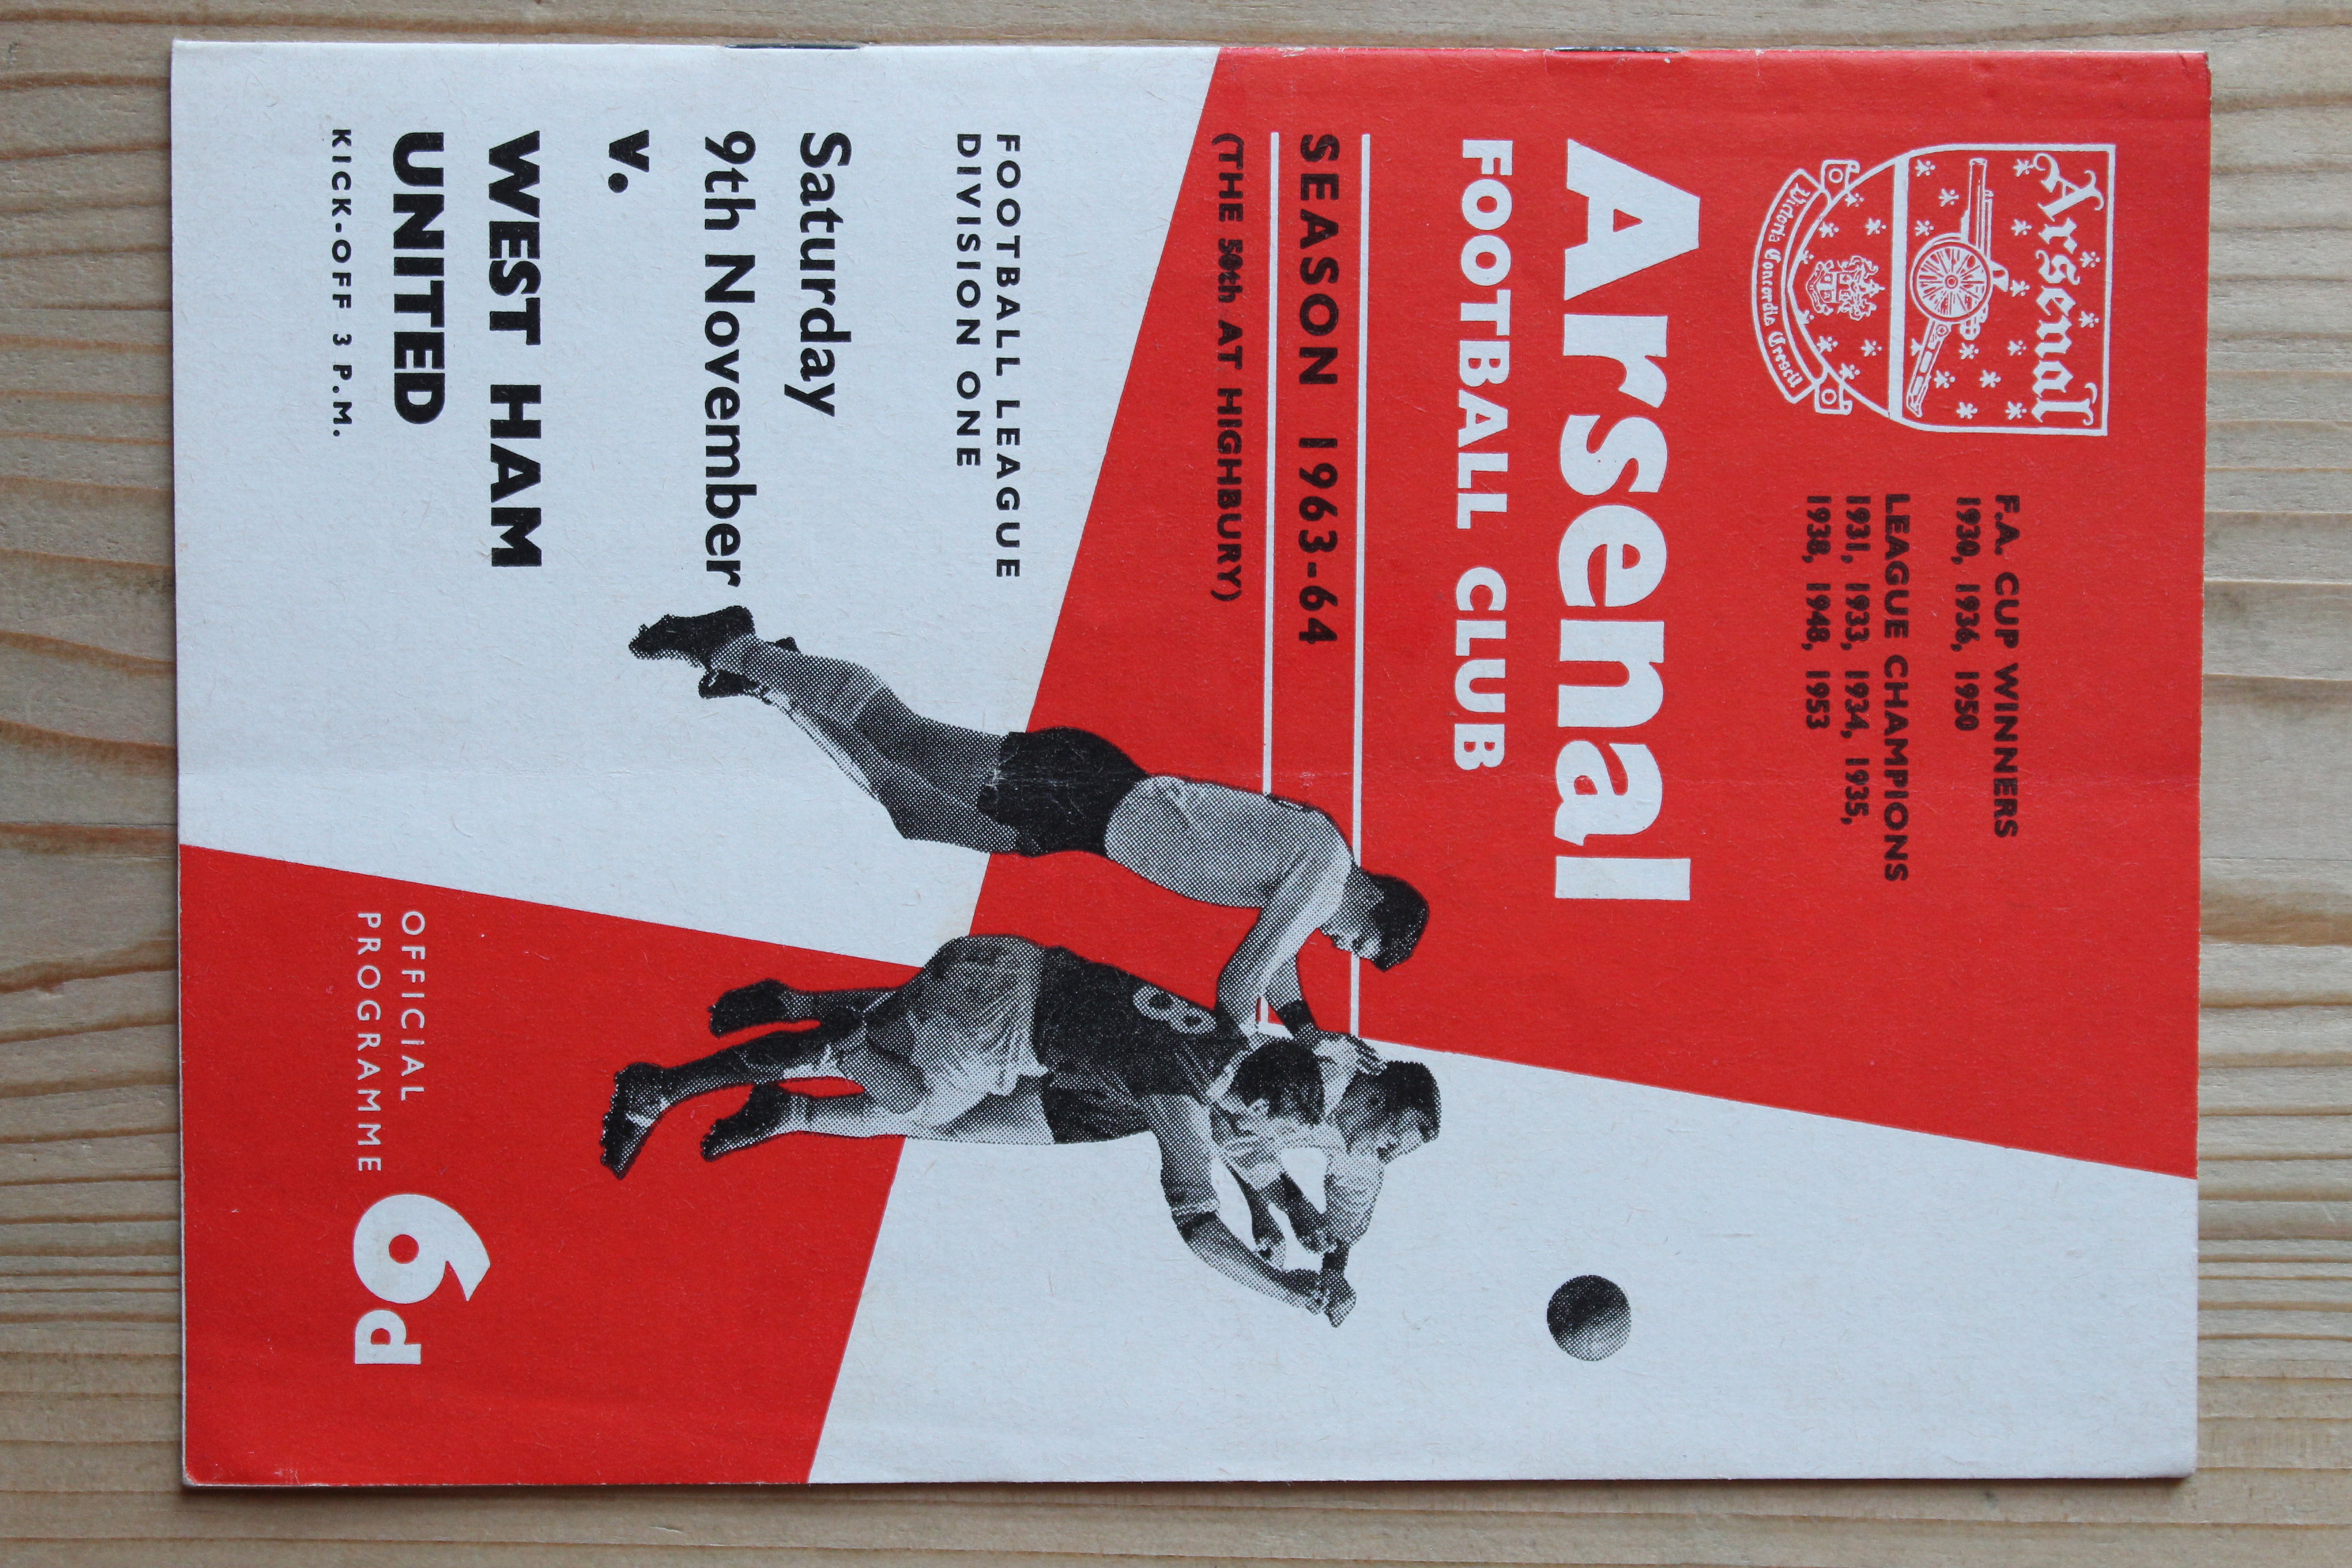 Arsenal
Victoria Concordia Crescit
F.A. CUP WINNERS
1930, 1936, 1950
LEAGUE CHAMPIONS
1931, 1933, 1934, 1935,
1938, 1948, 1953
Arsenal
FOOTBALL CLUB
SEASON 1963-64
(THE 50th AT HIGHBURY)
FOOTBALL LEAGUE
DIVISION ONE
Saturday
9th November
v.
WEST HAM
UNITED
KICK-OFF 3 P.M.
8
OFFICIAL
PROGRAMME
6d